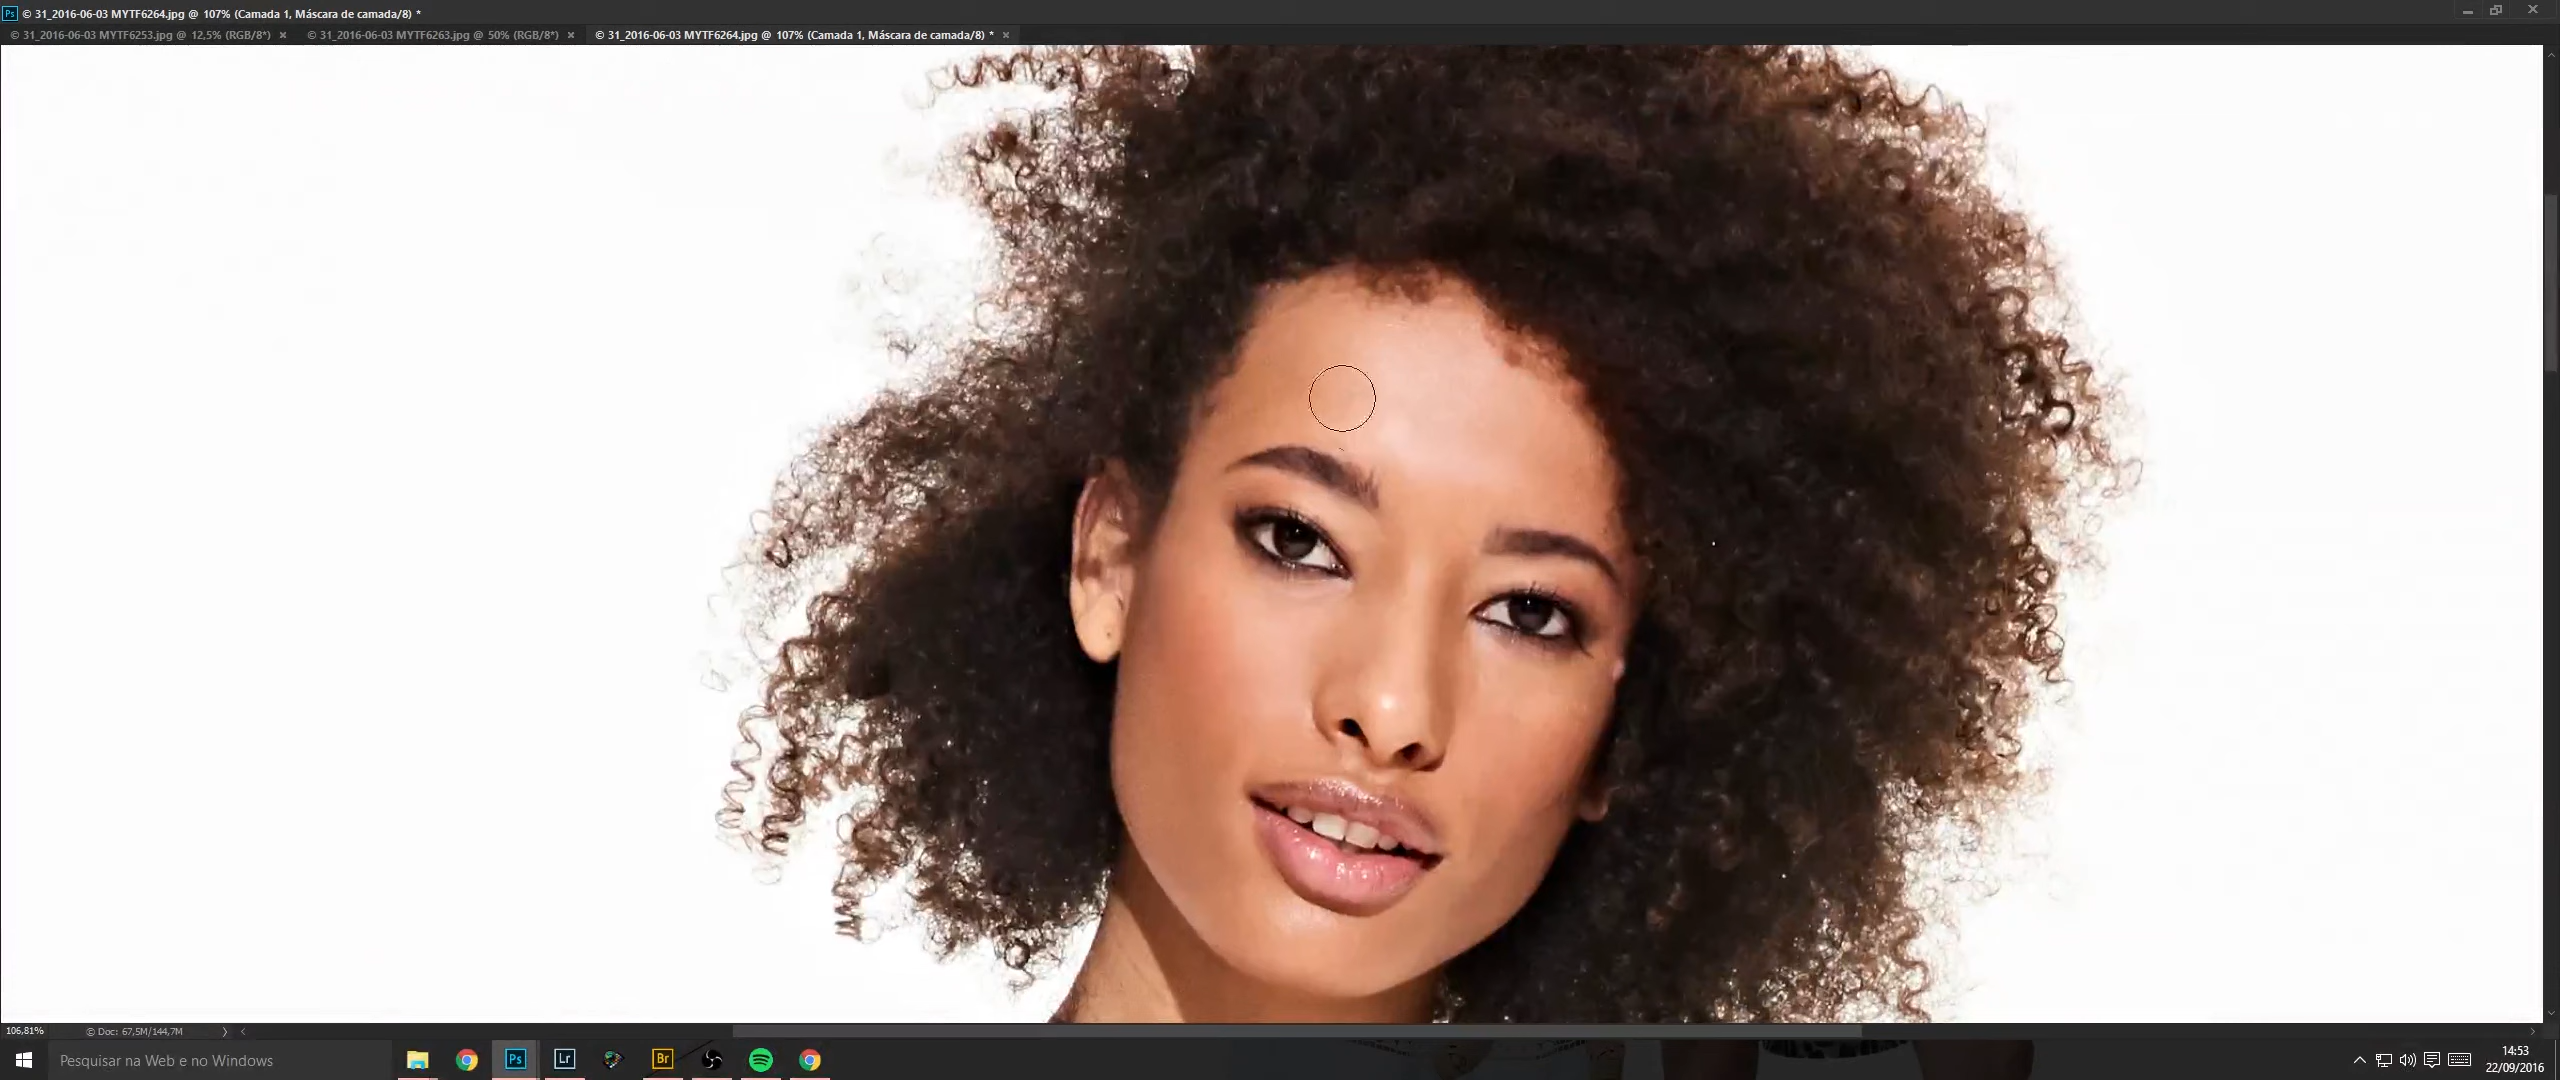 Ps © 31_2016-06-03 MYTF6264.jpg @ 107% (Camada 1, Máscara de camada/8) *
© 31_2016-06-03 MYTF6253.jpg @ 12,5% (RGB/8*) × © 31_2016-06-03 MYTF6263.jpg @ 50% (RGB/8*) × © 31_2016-06-03 MYTF6264.jpg @ 107% (Camada 1, Máscara de camada/8) * ×
106,81% © Doc: 67,5M/144,7M
Pesquisar na Web e no Windows Ps Lr Br 14:53
22/09/2016